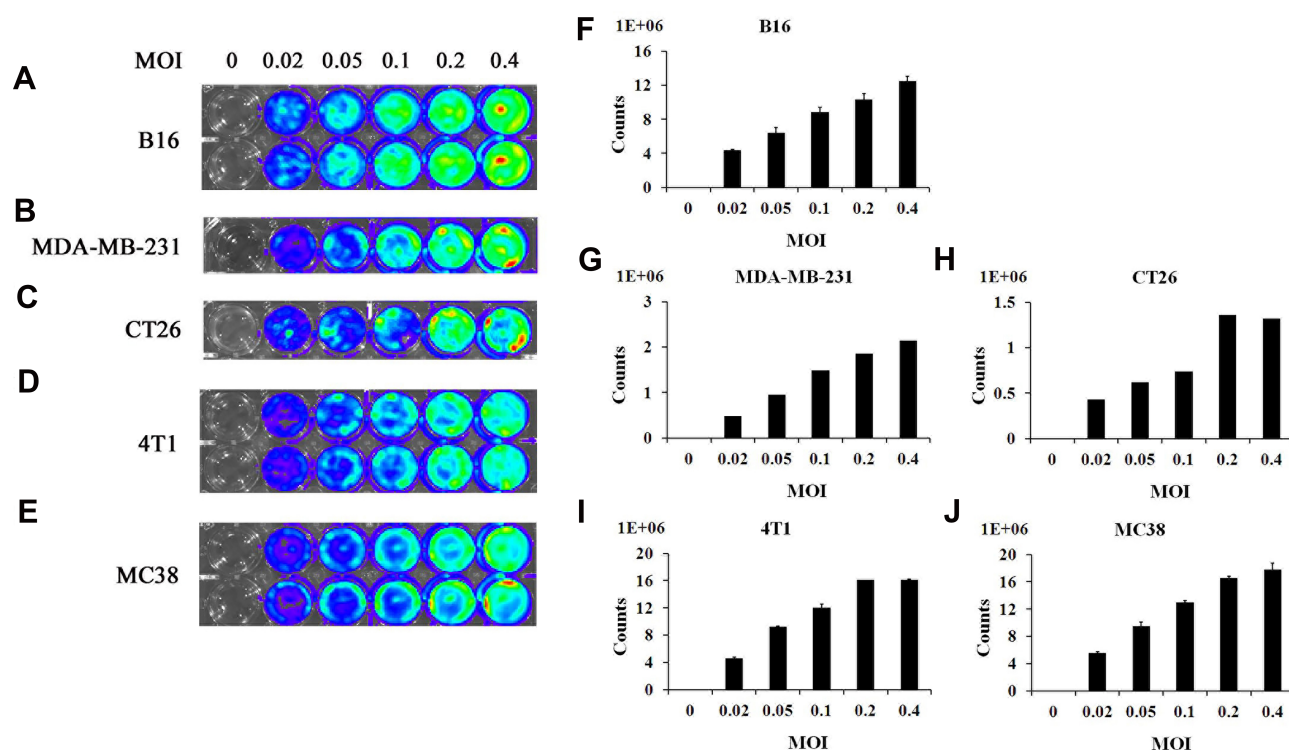 A
MOI 0 0.02 0.05 0.1 0.2 0.4
B16
B
MDA-MB-231
C
CT26
D
4T1
E
MC38
F
1E+06
B16
16
12
8
4
0
Counts
0 0.02 0.05 0.1 0.2 0.4
MOI
G
1E+06
MDA-MB-231
3
2
1
0
Counts
0 0.02 0.05 0.1 0.2 0.4
MOI
H
1E+06
CT26
1.5
1
0.5
0
Counts
0 0.02 0.05 0.1 0.2 0.4
MOI
I
1E+06
4T1
20
16
12
8
4
0
Counts
0 0.02 0.05 0.1 0.2 0.4
MOI
J
1E+06
MC38
20
16
12
8
4
0
Counts
0 0.02 0.05 0.1 0.2 0.4
MOI